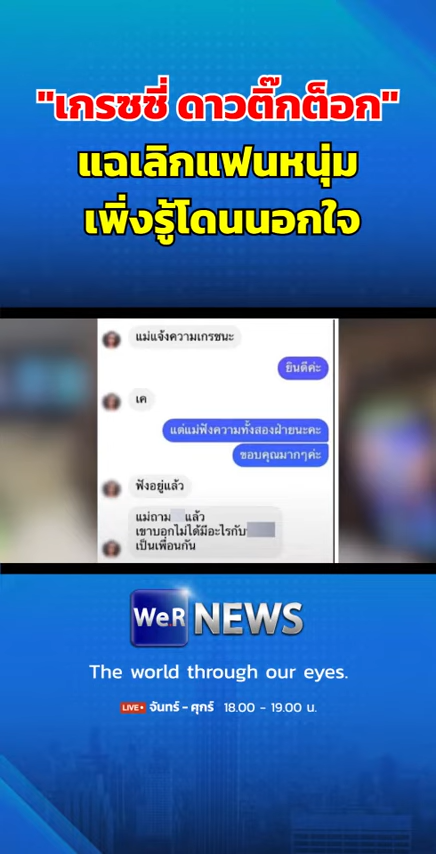 "เกรซซี่ ดาวติ๊กต็อก"
แฉเลิกแฟนหนุ่ม
เพิ่งรู้โดนนอกใจ
แม่แจ้งความเกรซนะ
ยินดีค่ะ
เค
แต่แม่ฟังความทั้งสองฝ่ายนะคะ
ขอบคุณมากๆค่ะ
ฟังอยู่แล้ว
แม่ถาม แล้ว
เขาบอกไม่ได้มีอะไรกับ
เป็นเพื่อนกัน
WeR NEWS
The world through our eyes.
LIVE จันทร์ - ศุกร์ 18.00 - 19.00 น.